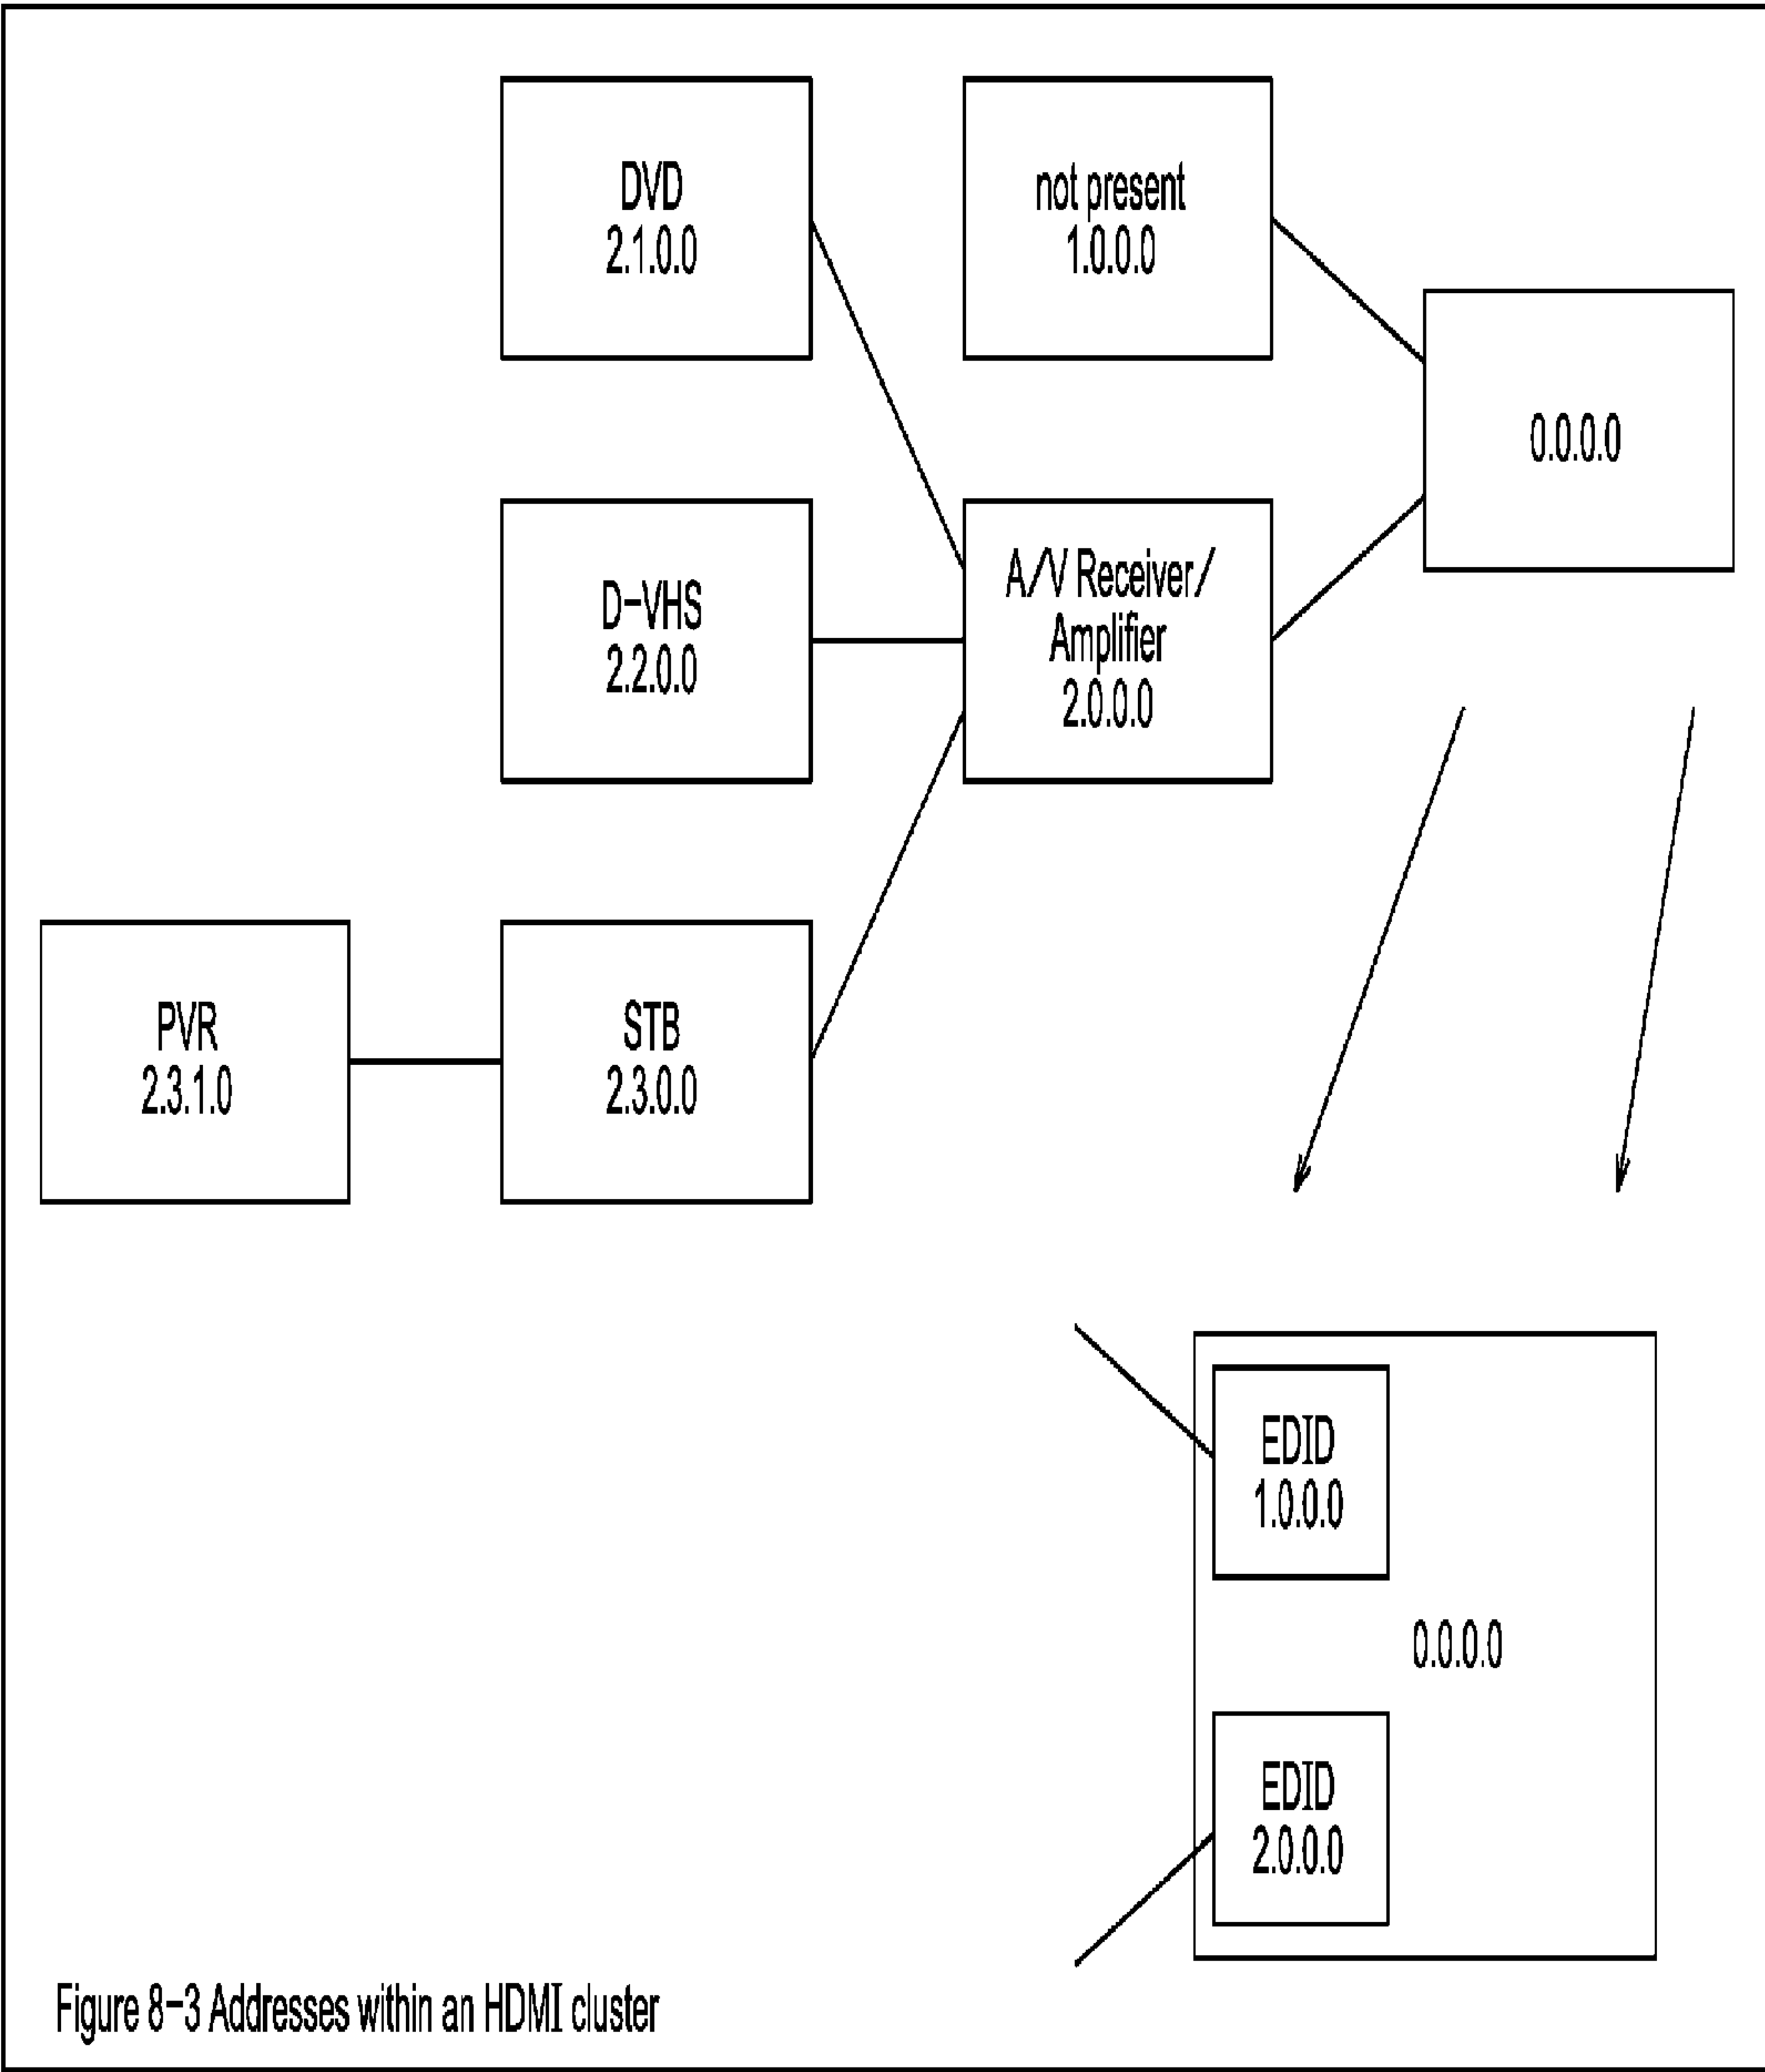 DVD
2.1.0.0
not present
1.0.0.0
0.0.0.0
D-VHS
2.2.0.0
A/V Receiver/
Amplifier
2.0.0.0
PVR
2.3.1.0
STB
2.3.0.0
EDID
1.0.0.0
0.0.0.0
EDID
2.0.0.0
Figure 8-3 Addresses within an HDMI cluster